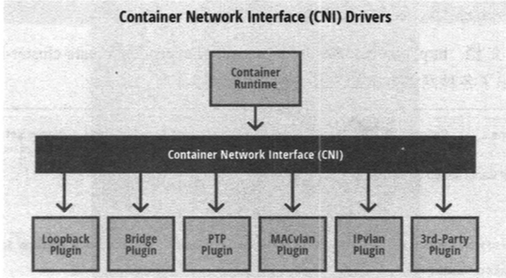 Container Network Interface (CNI) Drivers
Container
Runtime
Container Network Interface (CNI)
Loopback
Plugin
Bridge
Plugin
PTP
Plugin
MACvlan
Plugin
IPvlan
Plugin
3rd-Party
Plugin